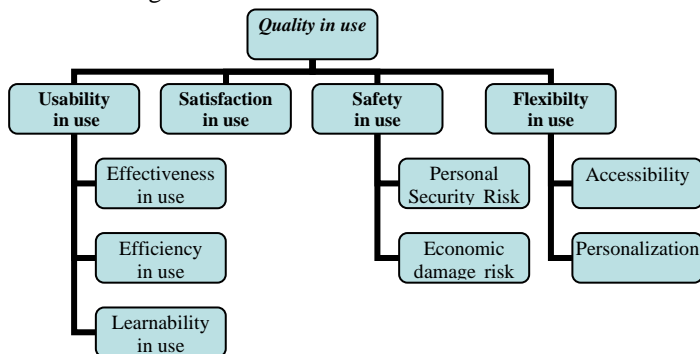 Quality in use
Usability
in use
Satisfaction
in use
Safety
in use
Flexibilty
in use
Effectiveness
in use
Efficiency
in use
Learnability
in use
Personal
Security Risk
Economic
damage risk
Accessibility
Personalization